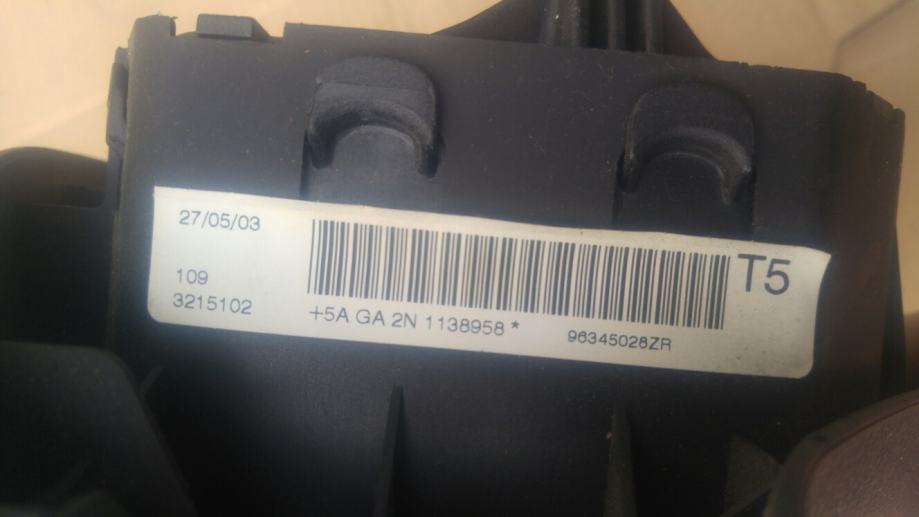 27/05/03
T5
109
3215102
+5A GA 2N 1138958 *
96345028ZR